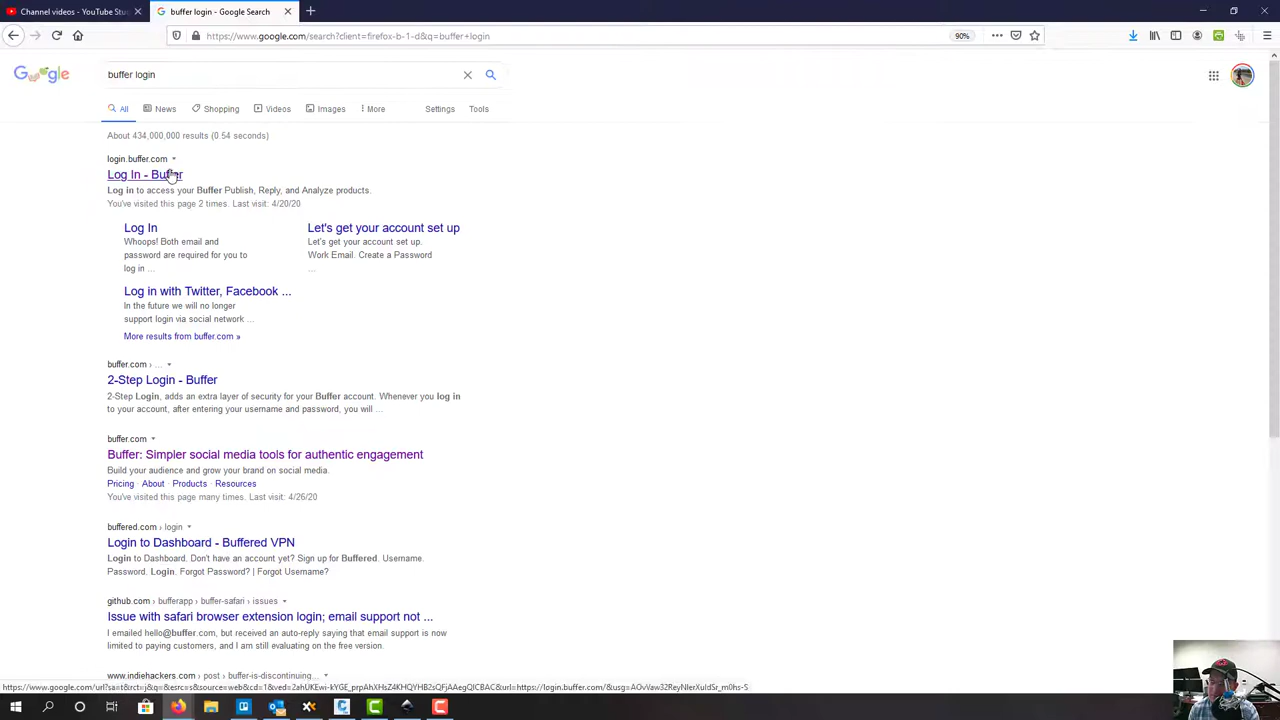 Channel videos - YouTube Stu
buffer login - Google Search
https://www.google.com/search?client=firefox-b-1-d&q=buffer+login
90%
Google
buffer login
All
News
Shopping
Videos
Images
More
Settings
Tools
About 434,000,000 results (0.54 seconds)
login.buffer.com
Log In - Buffer
Log in to access your Buffer Publish, Reply, and Analyze products.
You've visited this page 2 times. Last visit: 4/20/20
Log In
Whoops! Both email and
password are required for you to
log in ...
Let's get your account set up
Let's get your account set up.
Work Email. Create a Password
...
Log in with Twitter, Facebook ...
In the future we will no longer
support login via social network ...
More results from buffer.com »
buffer.com › ...
2-Step Login - Buffer
2-Step Login, adds an extra layer of security for your Buffer account. Whenever you log in
to your account, after entering your username and password, you will ...
buffer.com
Buffer: Simpler social media tools for authentic engagement
Build your audience and grow your brand on social media.
Pricing · About · Products · Resources
You've visited this page many times. Last visit: 4/26/20
buffered.com › login
Login to Dashboard - Buffered VPN
Login to Dashboard. Don't have an account yet? Sign up for Buffered. Username.
Password. Login. Forgot Password? | Forgot Username?
github.com › bufferapp › buffer-safari › issues
Issue with safari browser extension login; email support not ...
I emailed hello@buffer.com, but received an auto-reply saying that email support is now
limited to paying customers, and I am still evaluating on the free version.
www.indiehackers.com › post › buffer-is-discontinuing...